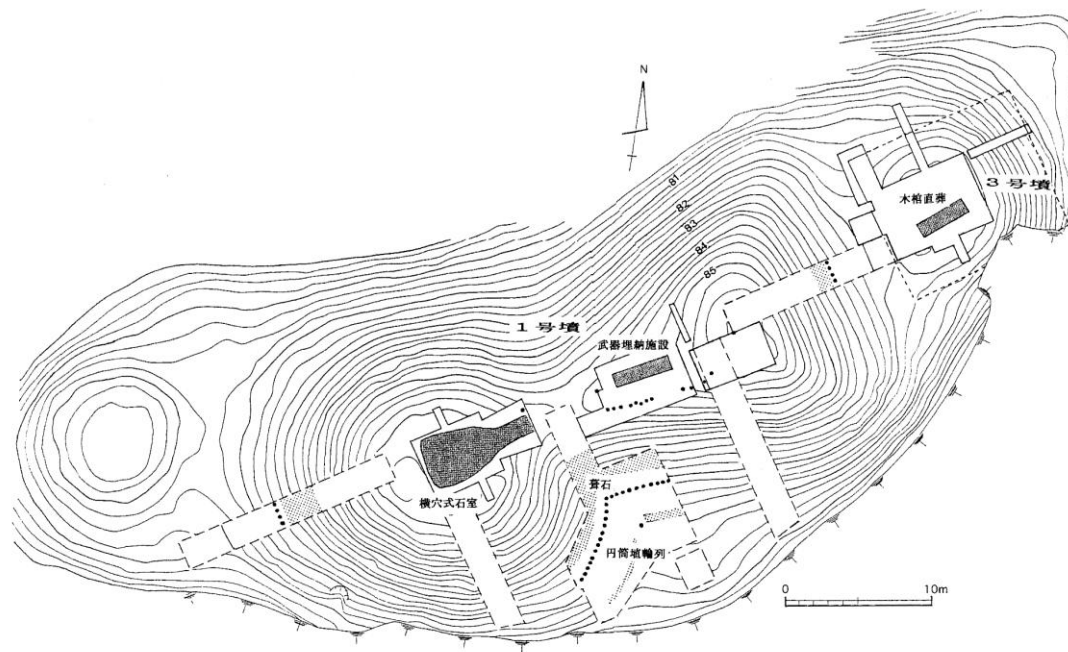 N
81
82
83
84
85
3号墳
木棺直葬
1号墳
武器埋納施設
横穴式石室
葺石
円筒埴輪列
0 10m